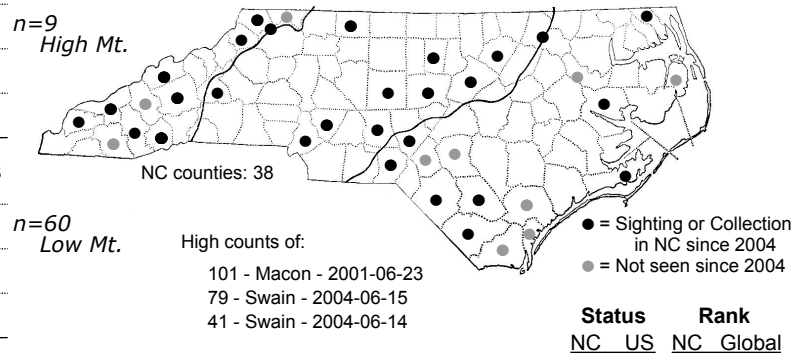 n=9
High Mt.
NC counties: 38
n=60
Low Mt.
High counts of:
101 - Macon - 2001-06-23
79 - Swain - 2004-06-15
41 - Swain - 2004-06-14
= Sighting or Collection
in NC since 2004
= Not seen since 2004
Status Rank
NC US NC Global